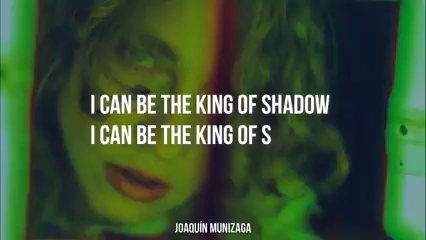 I CAN BE THE KING OF SHADOW
I CAN BE THE KING OF S
JOAQUÍN MUNIZAGA